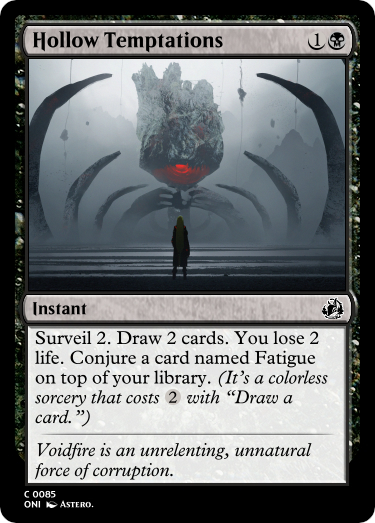 Hollow Temptations 1
Instant
Surveil 2. Draw 2 cards. You lose 2
life. Conjure a card named Fatigue
on top of your library. (It's a colorless
sorcery that costs 2 with “Draw a
card.”)
Voidfire is an unrelenting, unnatural
force of corruption.
C 0085
ONI ASTERO.